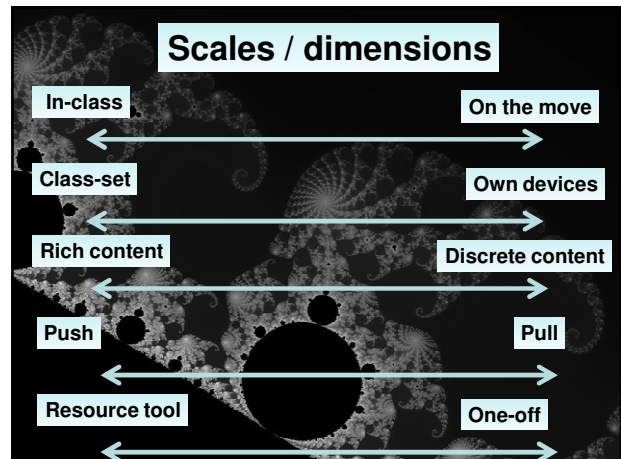 Scales / dimensions
In-class
On the move
Class-set
Own devices
Rich content
Discrete content
Push
Pull
Resource tool
One-off